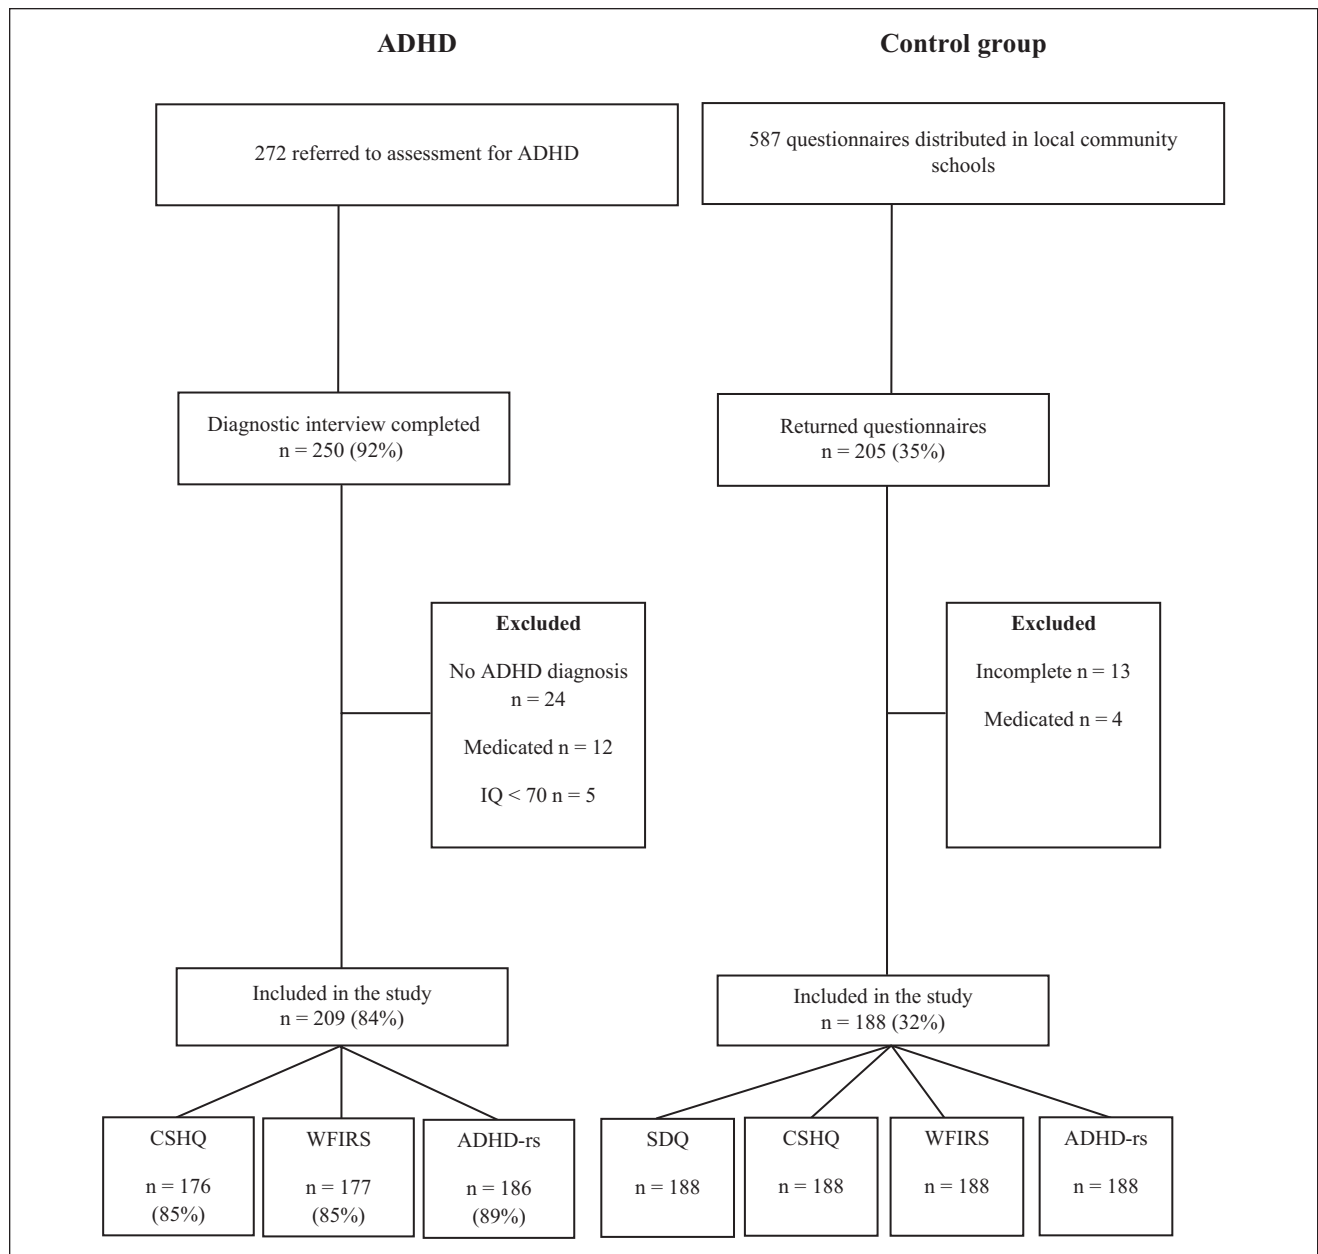 ADHD
272 referred to assessment for ADHD
Diagnostic interview completed
n = 250 (92%)
Excluded
No ADHD diagnosis
n = 24
Medicated n = 12
IQ < 70 n = 5
Included in the study
n = 209 (84%)
CSHQ
n = 176
(85%)
WFIRS
n = 177
(85%)
ADHD-rs
n = 186
(89%)
Control group
587 questionnaires distributed in local community
schools
Returned questionnaires
n = 205 (35%)
Excluded
Incomplete n = 13
Medicated n = 4
Included in the study
n = 188 (32%)
SDQ
n = 188
CSHQ
n = 188
WFIRS
n = 188
ADHD-rs
n = 188